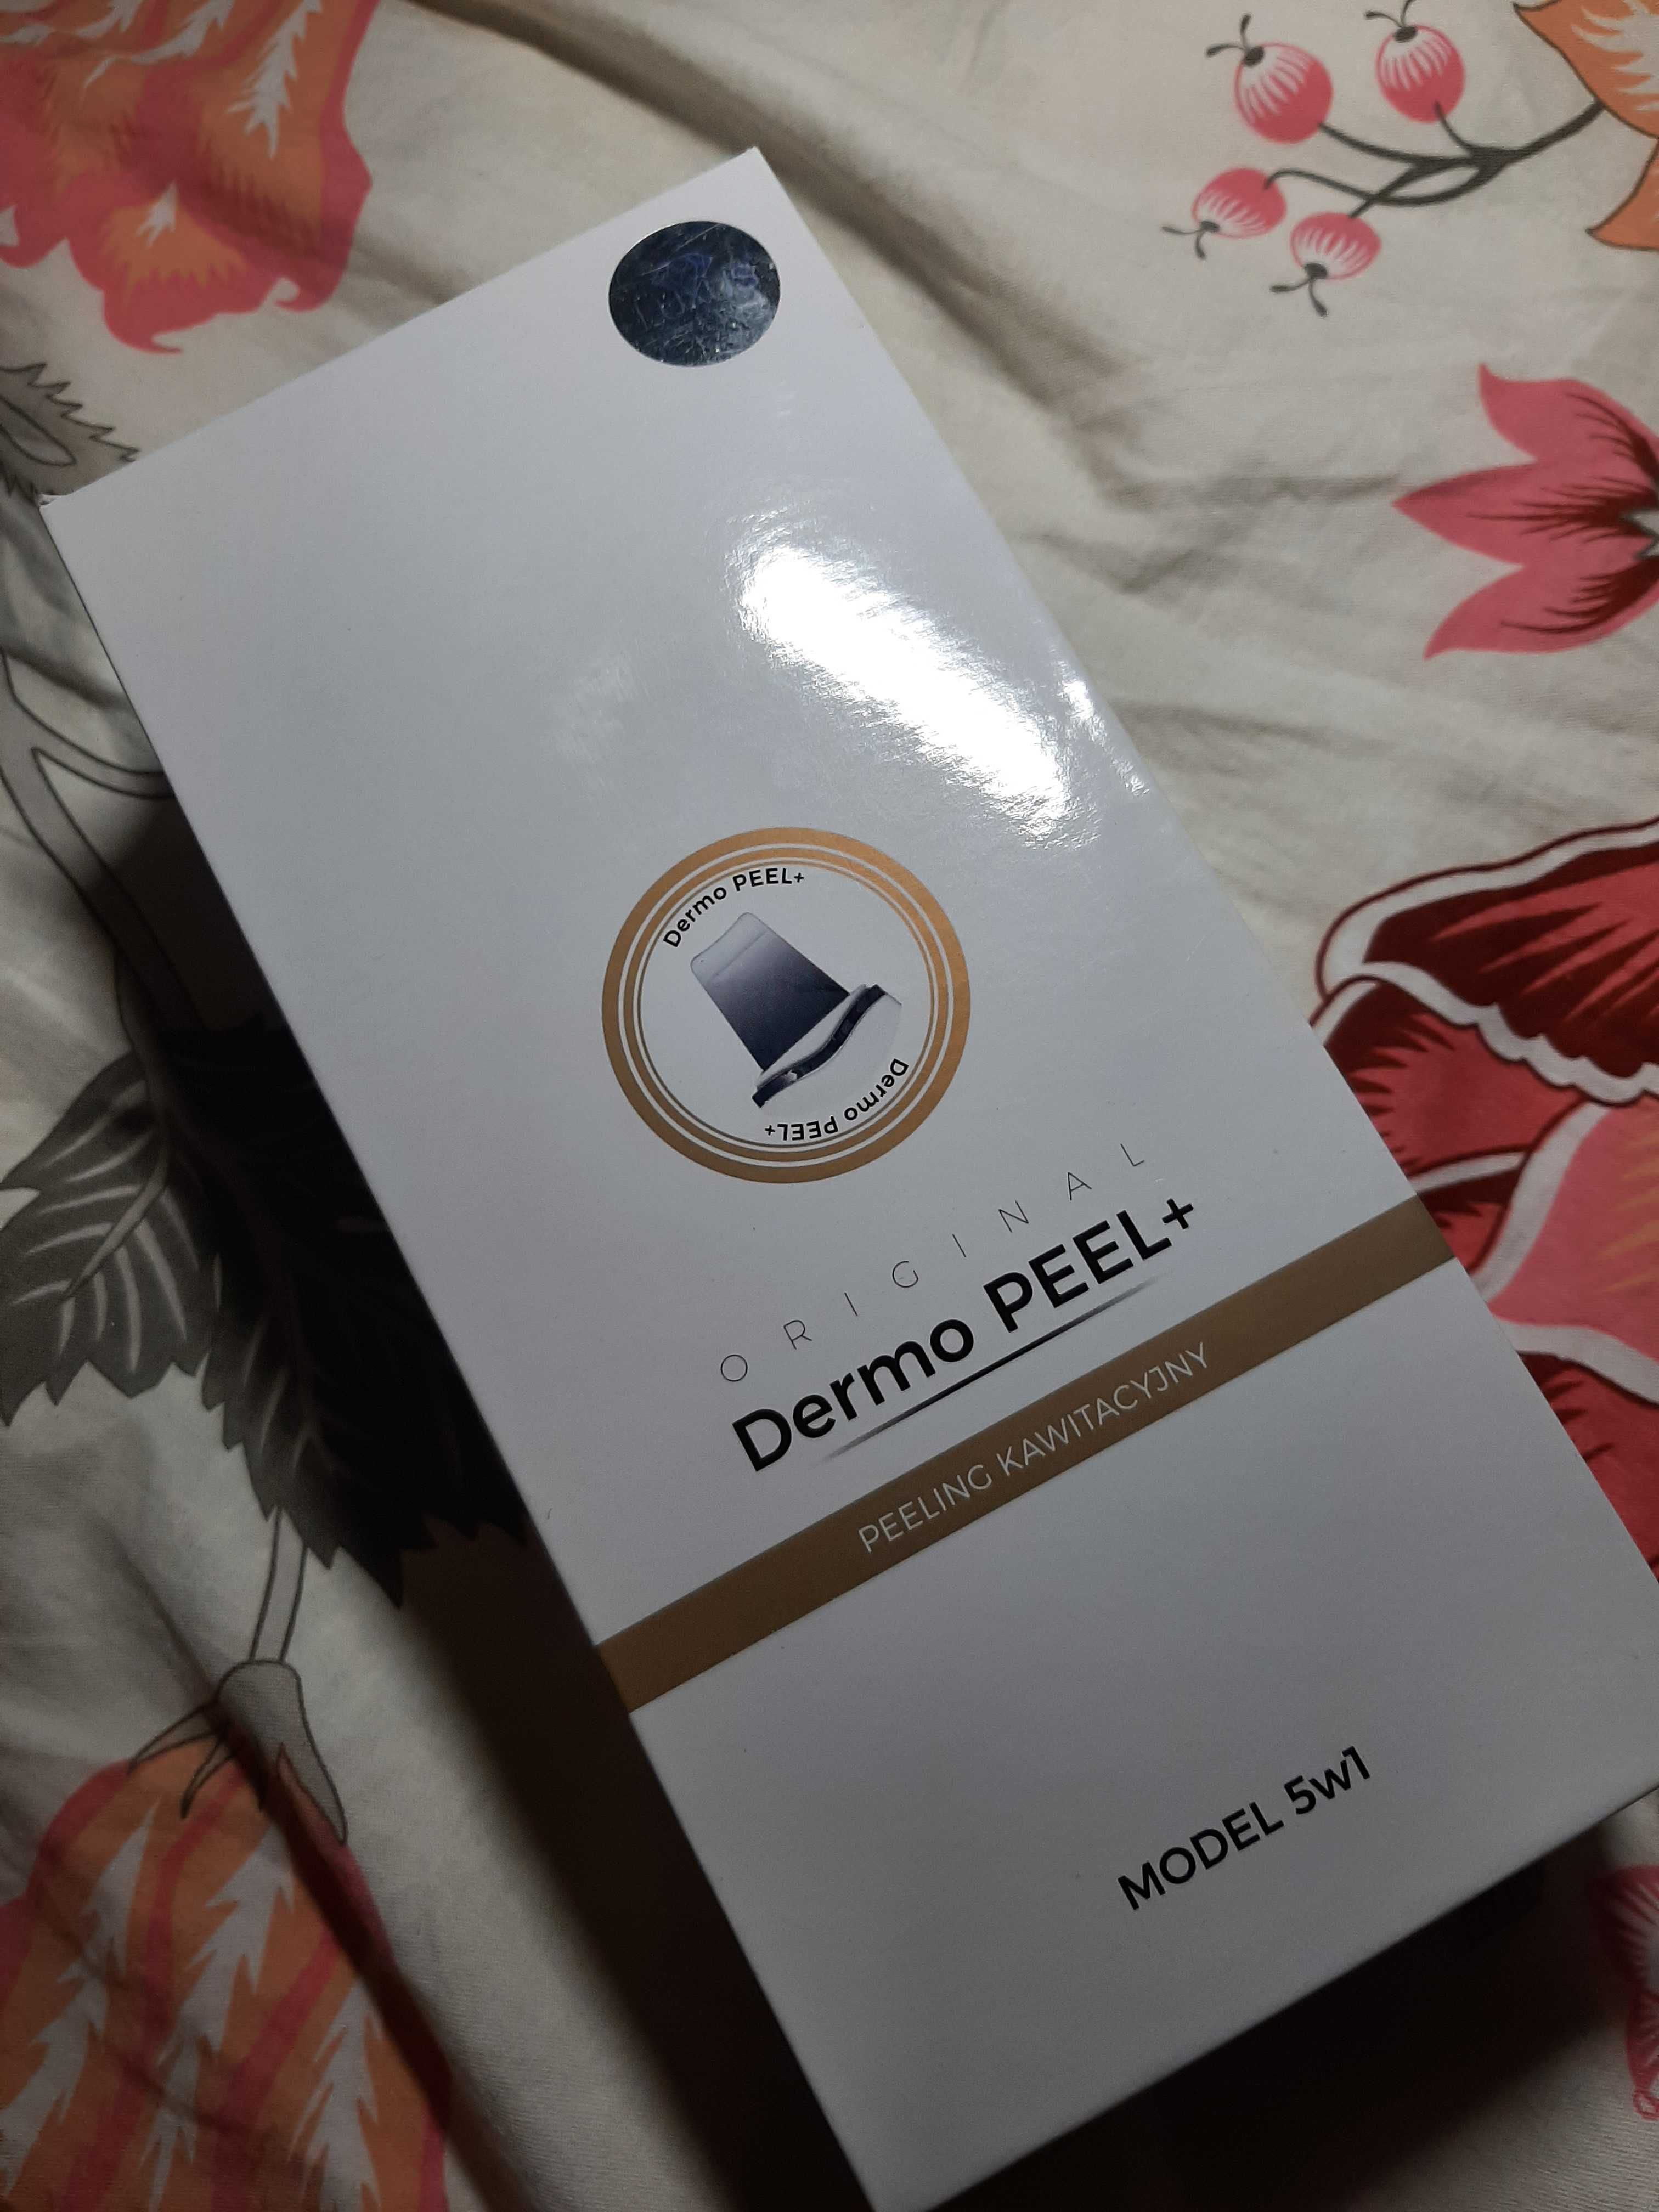 Dermo PEEL+
Dermo PEEL+
ORIGINAL
Dermo PEEL+
PEELING KAWITACYJNY
MODEL 5w1